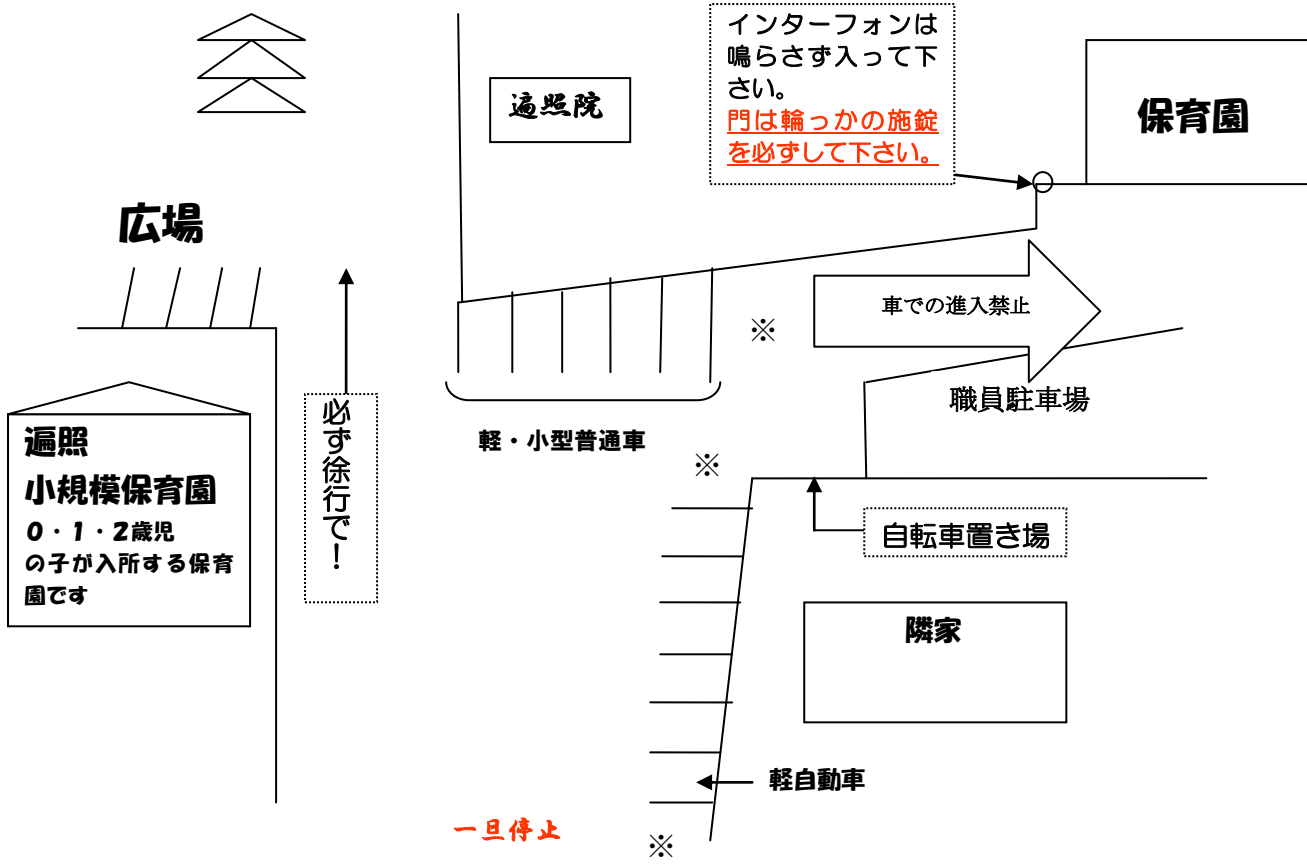 インターフォンは
鳴らさず入って下
さい。
門は輪っかの施錠
を必ずして下さい。
遍照院
保育園
広場
車での進入禁止
※
職員駐車場
必ず徐行で！
軽・小型普通車
※
遍照
小規模保育園
０・１・２歳児
の子が入所する保育
園です
自転車置き場
隣家
軽自動車
一旦停止
※